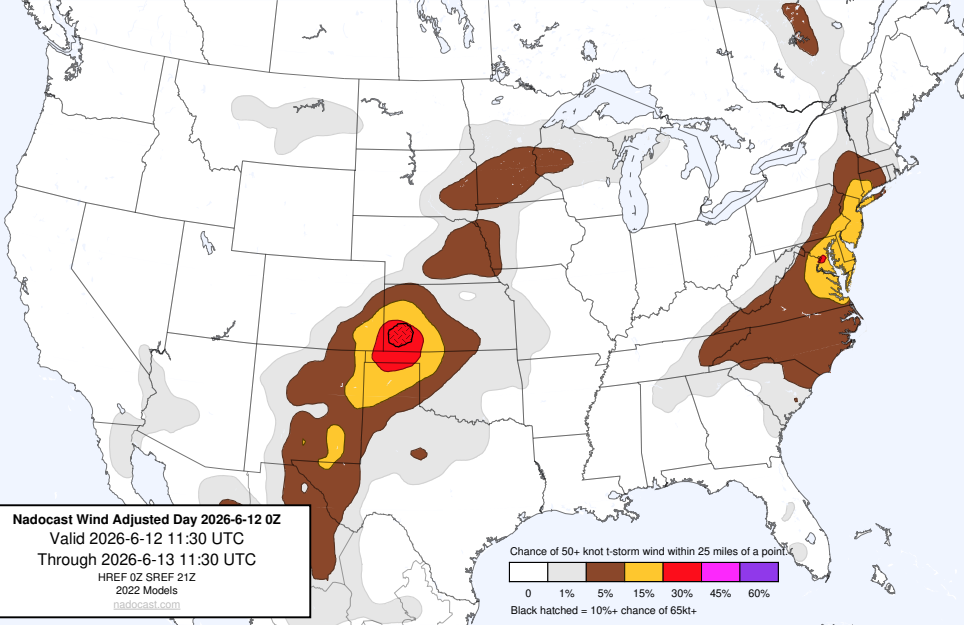 Nadocast Wind Adjusted Day 2026-6-12 0Z
Valid 2026-6-12 11:30 UTC
Through 2026-6-13 11:30 UTC
HREF 0Z SREF 21Z
2022 Models
nadocast.com
Chance of 50+ knot t-storm wind within 25 miles of a point.
0 1% 5% 15% 30% 45% 60%
Black hatched = 10%+ chance of 65kt+